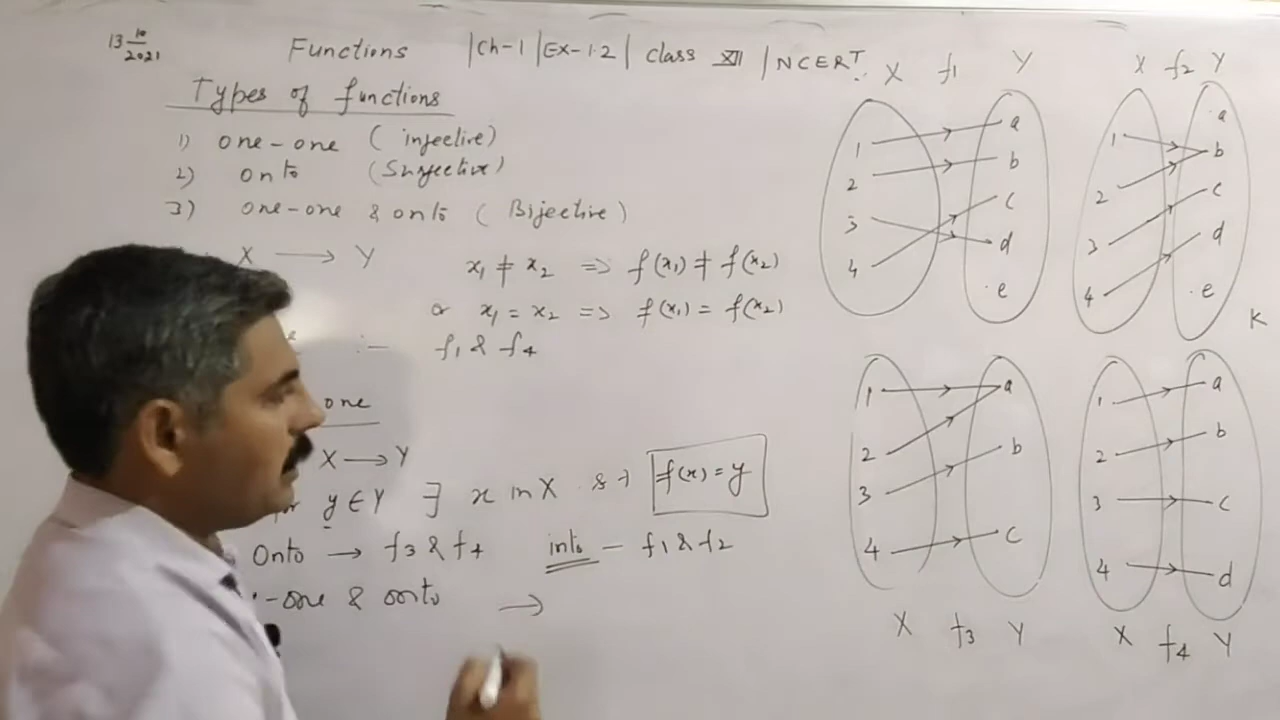 13 10/2021
Functions |Ch-1 |Ex-1.2| Class XII |NCERT
Types of functions
1) one-one (injective)
2) onto (Surjective)
3) one-one & onto (Bijective)
X → Y
x₁ ≠ x₂ => f(x₁) ≠ f(x₂)
or x₁ = x₂ => f(x₁) = f(x₂)
:- f₁ & f₄
one
X → Y
for y ∈ Y ∃ x in X s.t f(x) = y
Onto → f₃ & f₄ into - f₁ & f₂
-one & onto →
X f₁ Y
1 a
2 b
3 c
4 d
e
X f₂ Y
a
1 b
2 c
3 d
4 e
K
1 a
2 b
3
4 c
X f₃ Y
1 a
2 b
3 c
4 d
X f₄ Y